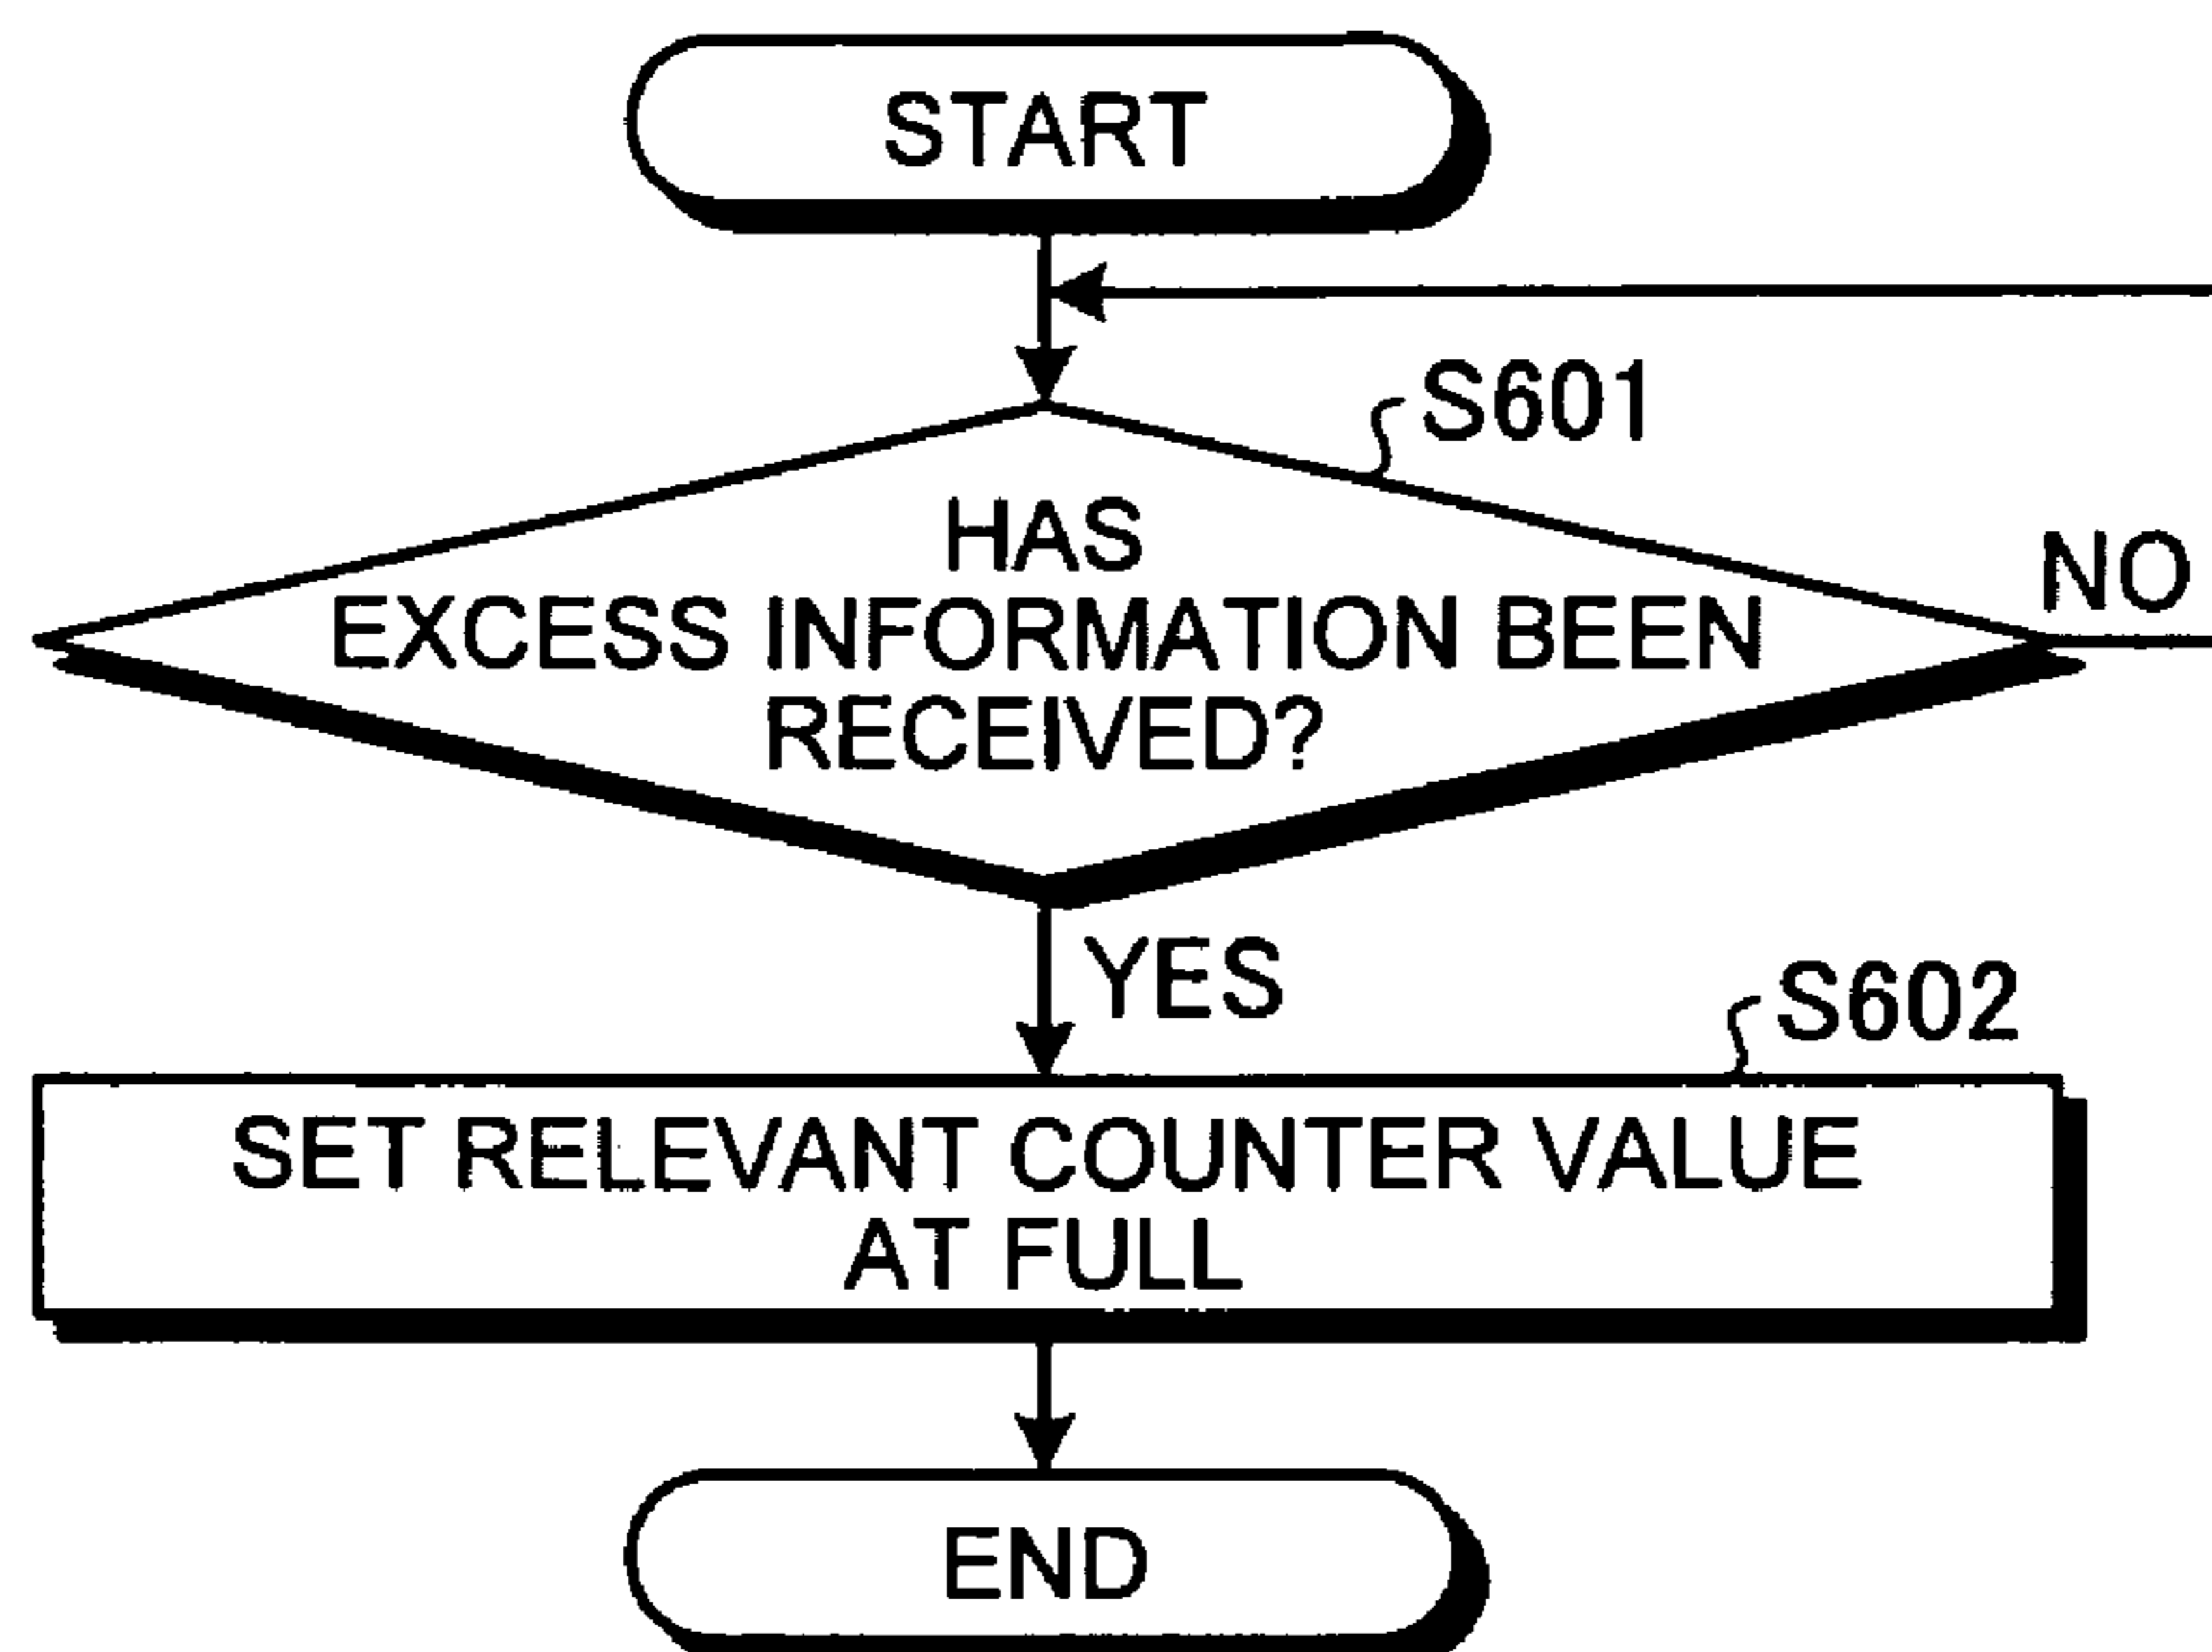 START
S601
HAS
EXCESS INFORMATION BEEN
RECEIVED?
NO
YES
S602
SET RELEVANT COUNTER VALUE
AT FULL
END